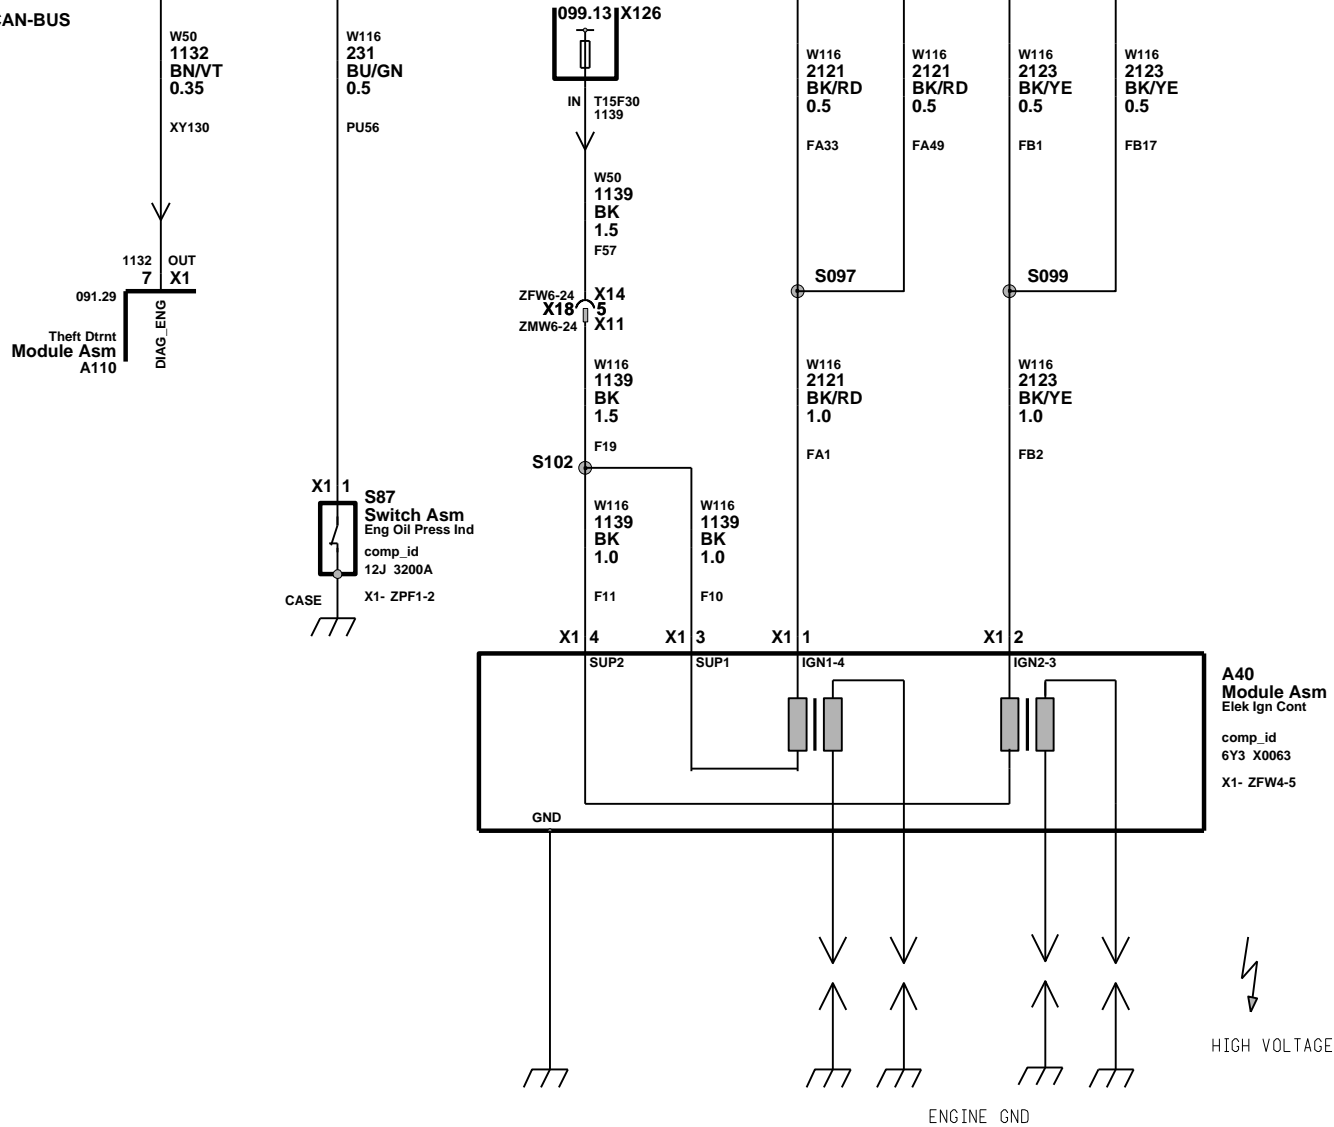 CAN-BUS
W50
1132
BN/VT
0.35
XY130
1132 OUT
7 X1
091.29
DIAG_ENG
Theft Dtrnt
Module Asm
A110
W116
231
BU/GN
0.5
PU56
X1 1
S87
Switch Asm
Eng Oil Press Ind
comp_id
12J 3200A
X1- ZPF1-2
CASE
099.13 X126
IN T15F30
1139
W50
1139
BK
1.5
F57
ZFW6-24 X14
X18 5
ZMW6-24 X11
W116
1139
BK
1.5
F19
S102
W116
1139
BK
1.0
F11
W116
1139
BK
1.0
F10
W116
2121
BK/RD
0.5
FA33
W116
2121
BK/RD
0.5
FA49
S097
W116
2121
BK/RD
1.0
FA1
W116
2123
BK/YE
0.5
FB1
W116
2123
BK/YE
0.5
FB17
S099
W116
2123
BK/YE
1.0
FB2
X1 4
X1 3
X1 1
X1 2
SUP2
SUP1
IGN1-4
IGN2-3
A40
Module Asm
Elek Ign Cont
comp_id
6Y3 X0063
X1- ZFW4-5
GND
HIGH VOLTAGE
ENGINE GND